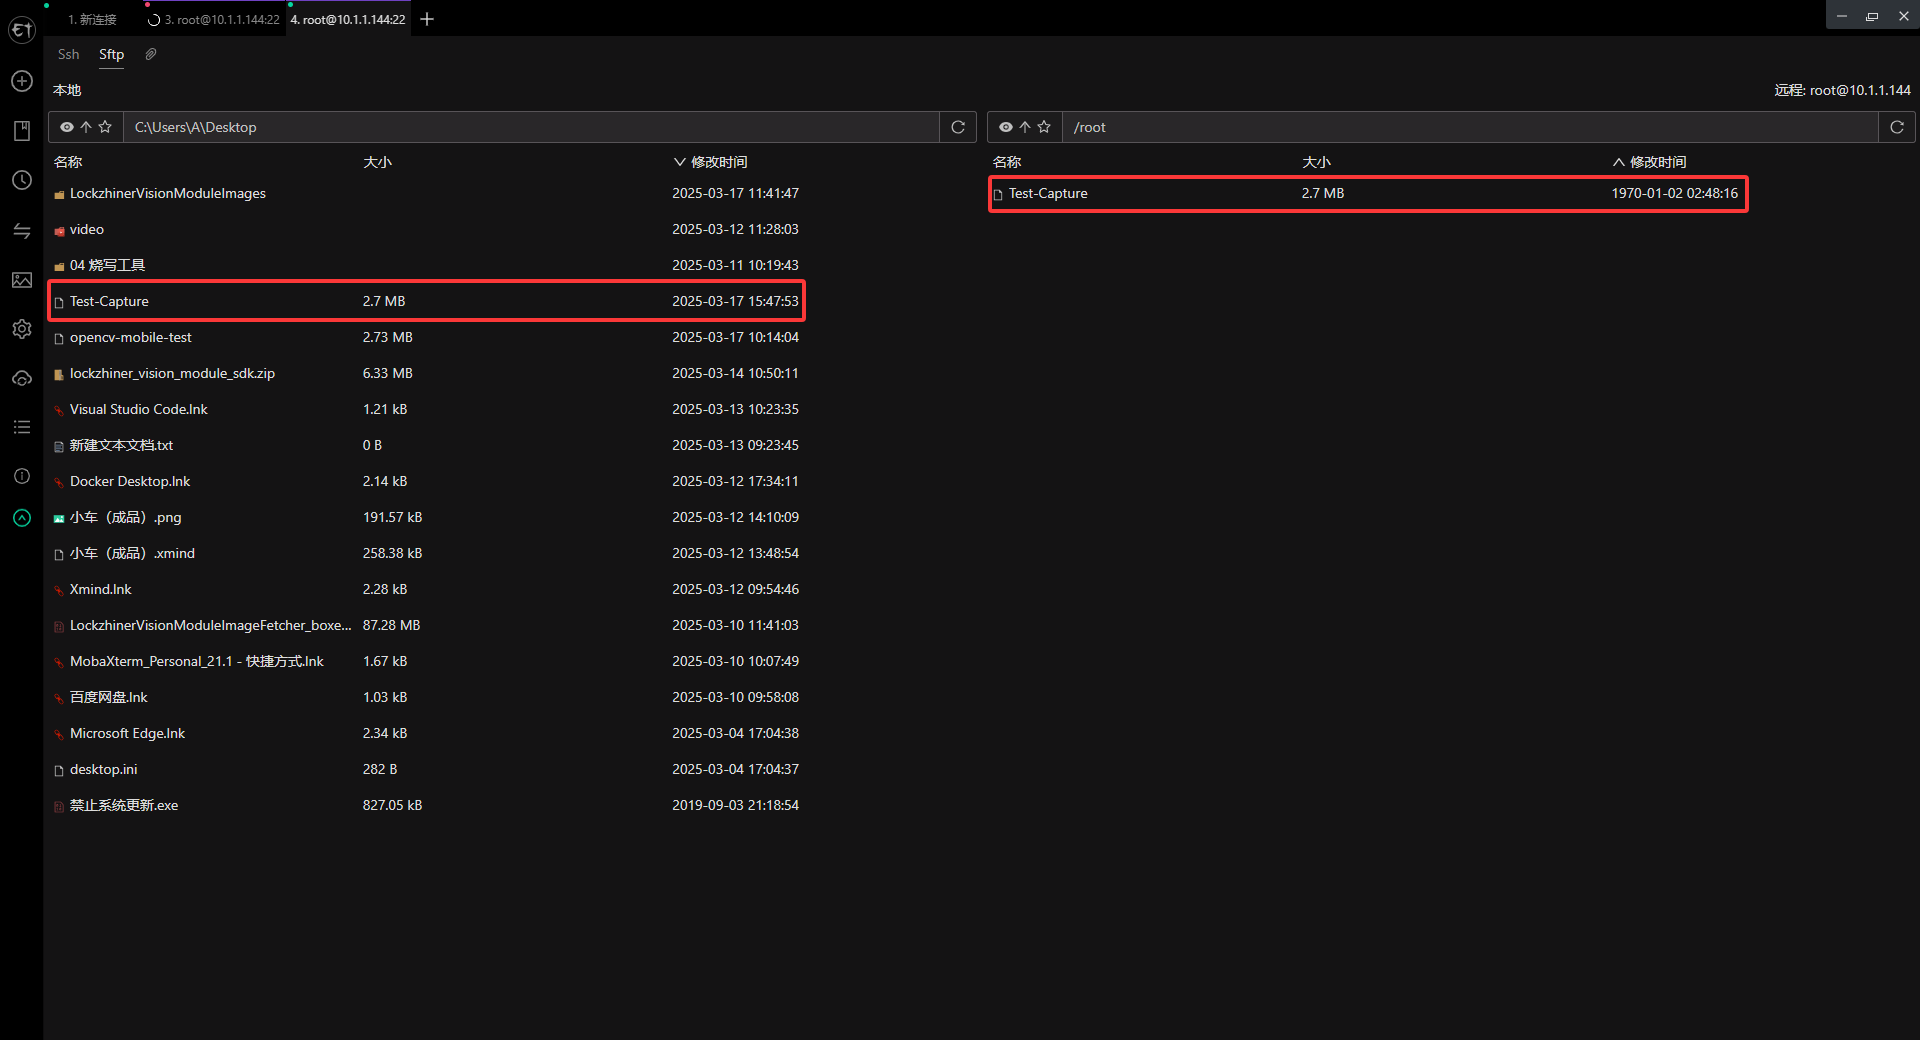 1. 新连接
3. root@10.1.1.144:22
4. root@10.1.1.144:22
Ssh
Sftp
本地
远程: root@10.1.1.144
C:\Users\A\Desktop
/root
名称 大小 修改时间
名称 大小 修改时间
LockzhinerVisionModuleImages 2025-03-17 11:41:47
Test-Capture 2.7 MB 1970-01-02 02:48:16
video 2025-03-12 11:28:03
04 烧写工具 2025-03-11 10:19:43
Test-Capture 2.7 MB 2025-03-17 15:47:53
opencv-mobile-test 2.73 MB 2025-03-17 10:14:04
lockzhiner_vision_module_sdk.zip 6.33 MB 2025-03-14 10:50:11
Visual Studio Code.lnk 1.21 kB 2025-03-13 10:23:35
新建文本文档.txt 0 B 2025-03-13 09:23:45
Docker Desktop.lnk 2.14 kB 2025-03-12 17:34:11
小车（成品）.png 191.57 kB 2025-03-12 14:10:09
小车（成品）.xmind 258.38 kB 2025-03-12 13:48:54
Xmind.lnk 2.28 kB 2025-03-12 09:54:46
LockzhinerVisionModuleImageFetcher_boxe... 87.28 MB 2025-03-10 11:41:03
MobaXterm_Personal_21.1 - 快捷方式.lnk 1.67 kB 2025-03-10 10:07:49
百度网盘.lnk 1.03 kB 2025-03-10 09:58:08
Microsoft Edge.lnk 2.34 kB 2025-03-04 17:04:38
desktop.ini 282 B 2025-03-04 17:04:37
禁止系统更新.exe 827.05 kB 2019-09-03 21:18:54